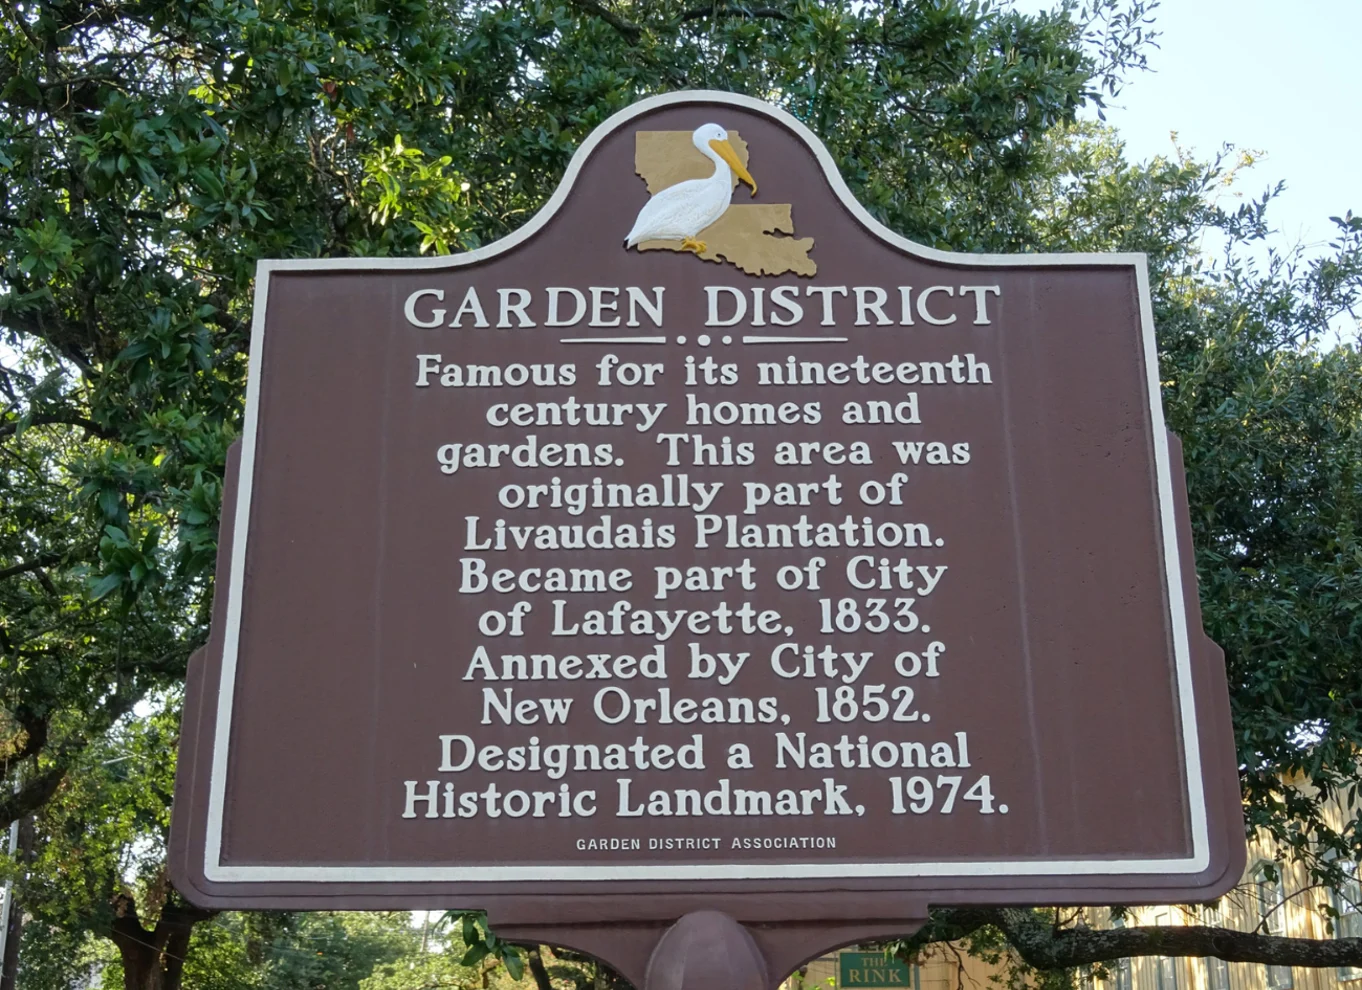 GARDEN DISTRICT
Famous for its nineteenth
century homes and
gardens. This area was
originally part of
Livaudais Plantation.
Became part of City
of Lafayette, 1833.
Annexed by City of
New Orleans, 1852.
Designated a National
Historic Landmark, 1974.
GARDEN DISTRICT ASSOCIATION
THE
RINK